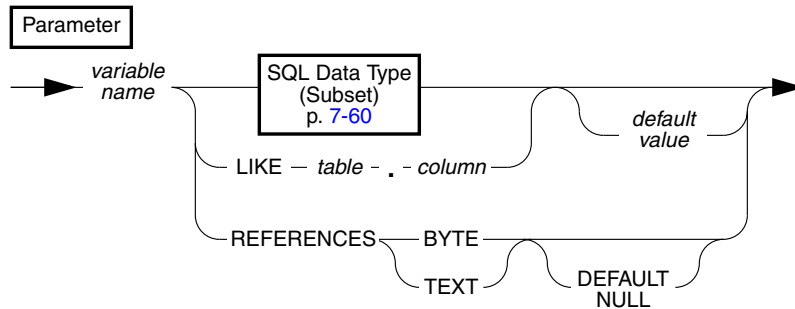 Parameter
variable
name
SQL Data Type
(Subset)
p. 7-60
default
value
LIKE table . column
REFERENCES BYTE
TEXT
DEFAULT
NULL